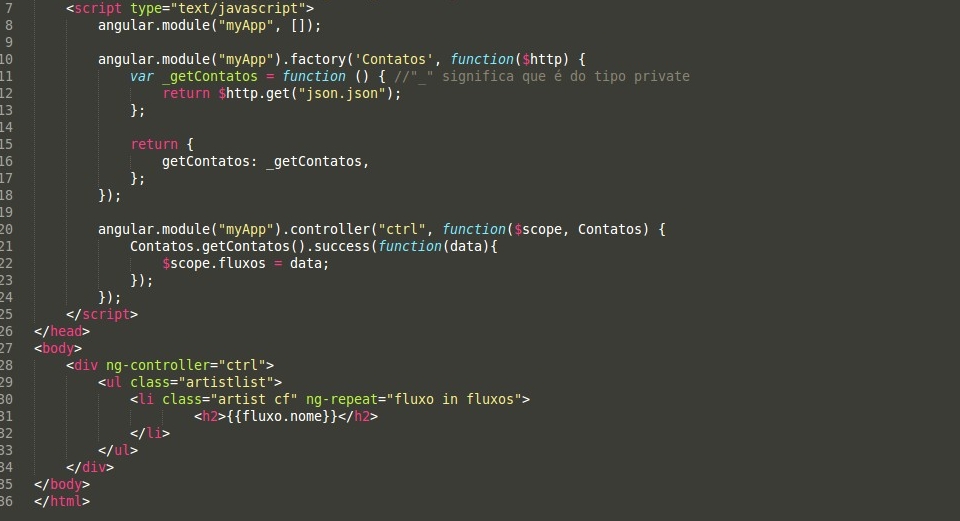 7 <script type="text/javascript">
8 angular.module("myApp", []);
9
10 angular.module("myApp").factory('Contatos', function($http) {
11 var _getContatos = function () { //"_" significa que é do tipo private
12 return $http.get("json.json");
13 };
14
15 return {
16 getContatos: _getContatos,
17 };
18 });
19
20 angular.module("myApp").controller("ctrl", function($scope, Contatos) {
21 Contatos.getContatos().success(function(data){
22 $scope.fluxos = data;
23 });
24 });
25 </script>
26 </head>
27 <body>
28 <div ng-controller="ctrl">
29 <ul class="artistlist">
30 <li class="artist cf" ng-repeat="fluxo in fluxos">
31 <h2>{{fluxo.nome}}</h2>
32 </li>
33 </ul>
34 </div>
35 </body>
36 </html>